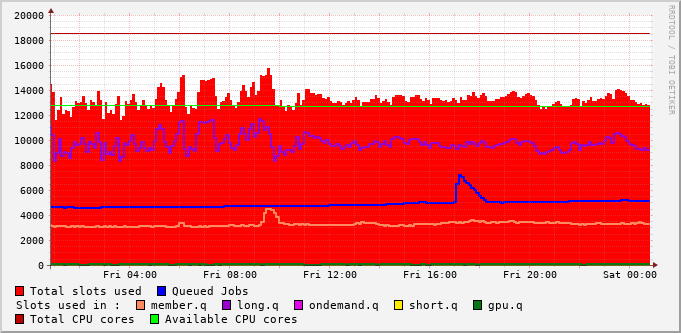 20000
18000
16000
14000
12000
10000
8000
6000
4000
2000
0
Fri 04:00 Fri 08:00 Fri 12:00 Fri 16:00 Fri 20:00 Sat 00:00
Total slots used Queued Jobs
Slots used in : member.q long.q ondemand.q short.q gpu.q
Total CPU cores Available CPU cores
RRDTOOL / TOBI OETIKER